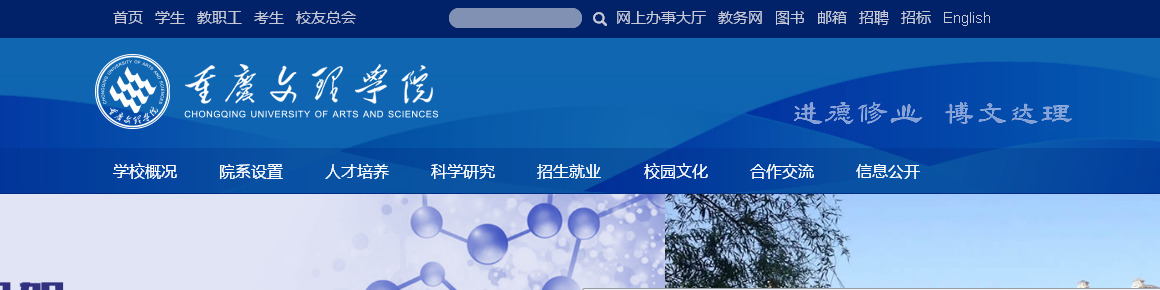 首页 学生 教职工 考生 校友总会 网上办事大厅 教务网 图书 邮箱 招聘 招标 English
重庆文理学院
CHONGQING UNIVERSITY OF ARTS AND SCIENCES
进德修业 博文达理
学校概况 院系设置 人才培养 科学研究 招生就业 校园文化 合作交流 信息公开